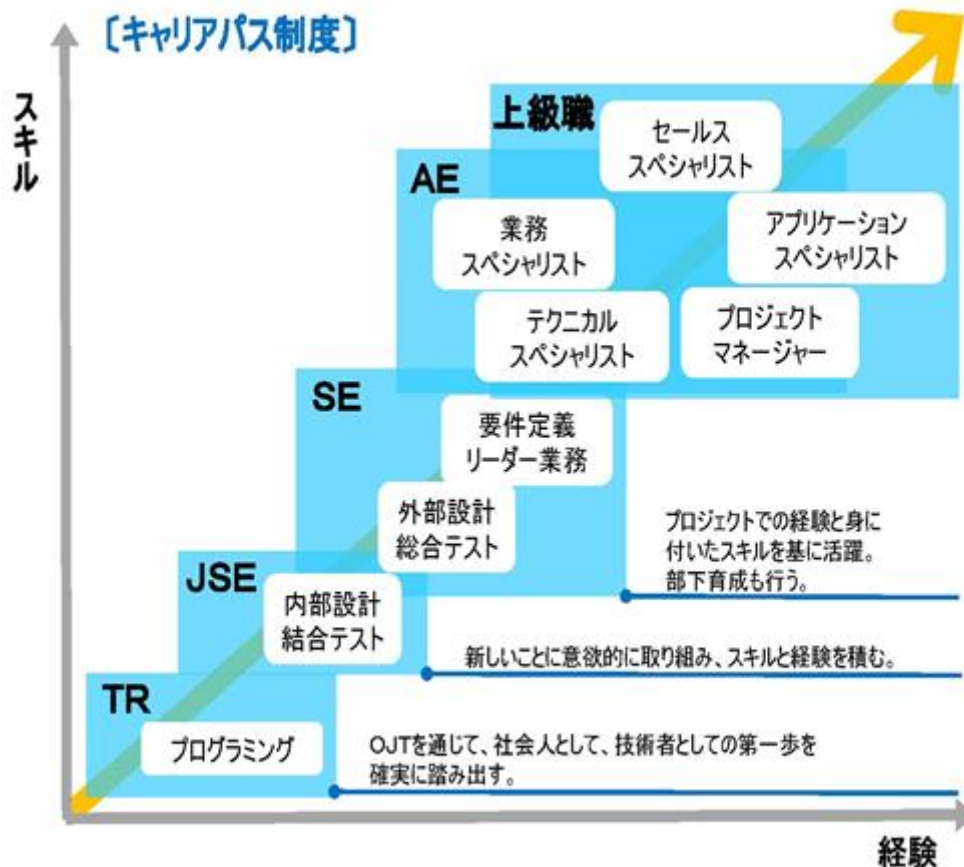 〔キャリアパス制度〕
スキル
上級職
セールス
スペシャリスト
AE
業務
スペシャリスト
アプリケーション
スペシャリスト
テクニカル
スペシャリスト
プロジェクト
マネージャー
SE
要件定義
リーダー業務
外部設計
総合テスト
プロジェクトでの経験と身に
付いたスキルを基に活躍。
部下育成も行う。
JSE
内部設計
結合テスト
新しいことに意欲的に取り組み、スキルと経験を積む。
TR
プログラミング
OJTを通じて、社会人として、技術者としての第一歩を
確実に踏み出す。
経験